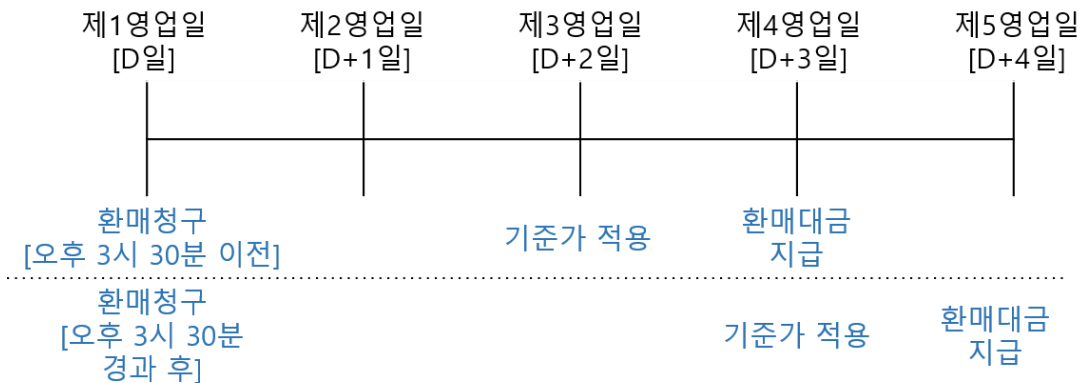 제1영업일 제2영업일 제3영업일 제4영업일 제5영업일
[D일] [D+1일] [D+2일] [D+3일] [D+4일]
환매청구
[오후 3시 30분 이전]
기준가 적용
환매대금
지급
환매청구
[오후 3시 30분
경과 후]
기준가 적용
환매대금
지급